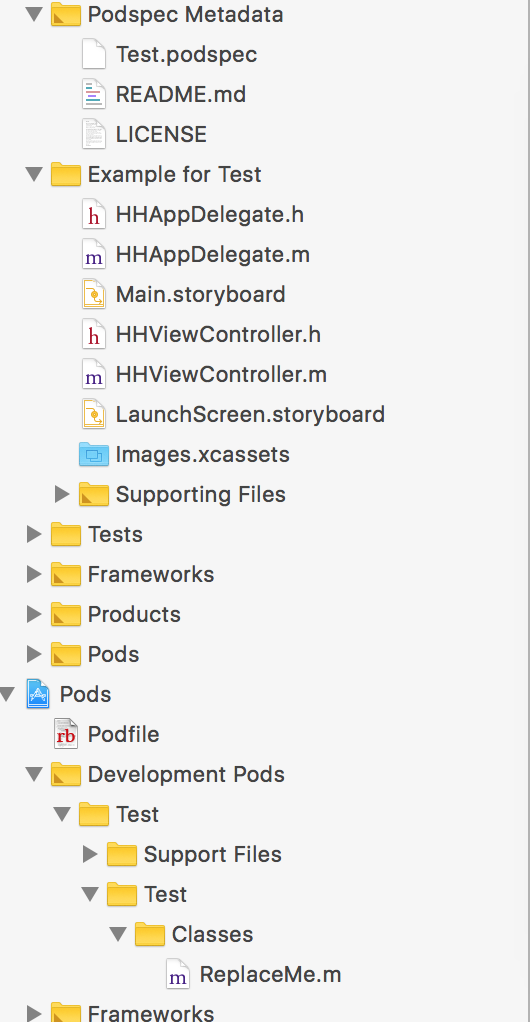 Podspec Metadata
Test.podspec
README.md
LICENSE
Example for Test
h HHAppDelegate.h
m HHAppDelegate.m
Main.storyboard
h HHViewController.h
m HHViewController.m
LaunchScreen.storyboard
Images.xcassets
Supporting Files
Tests
Frameworks
Products
Pods
Pods
rb Podfile
Development Pods
Test
Support Files
Test
Classes
m ReplaceMe.m
Frameworks